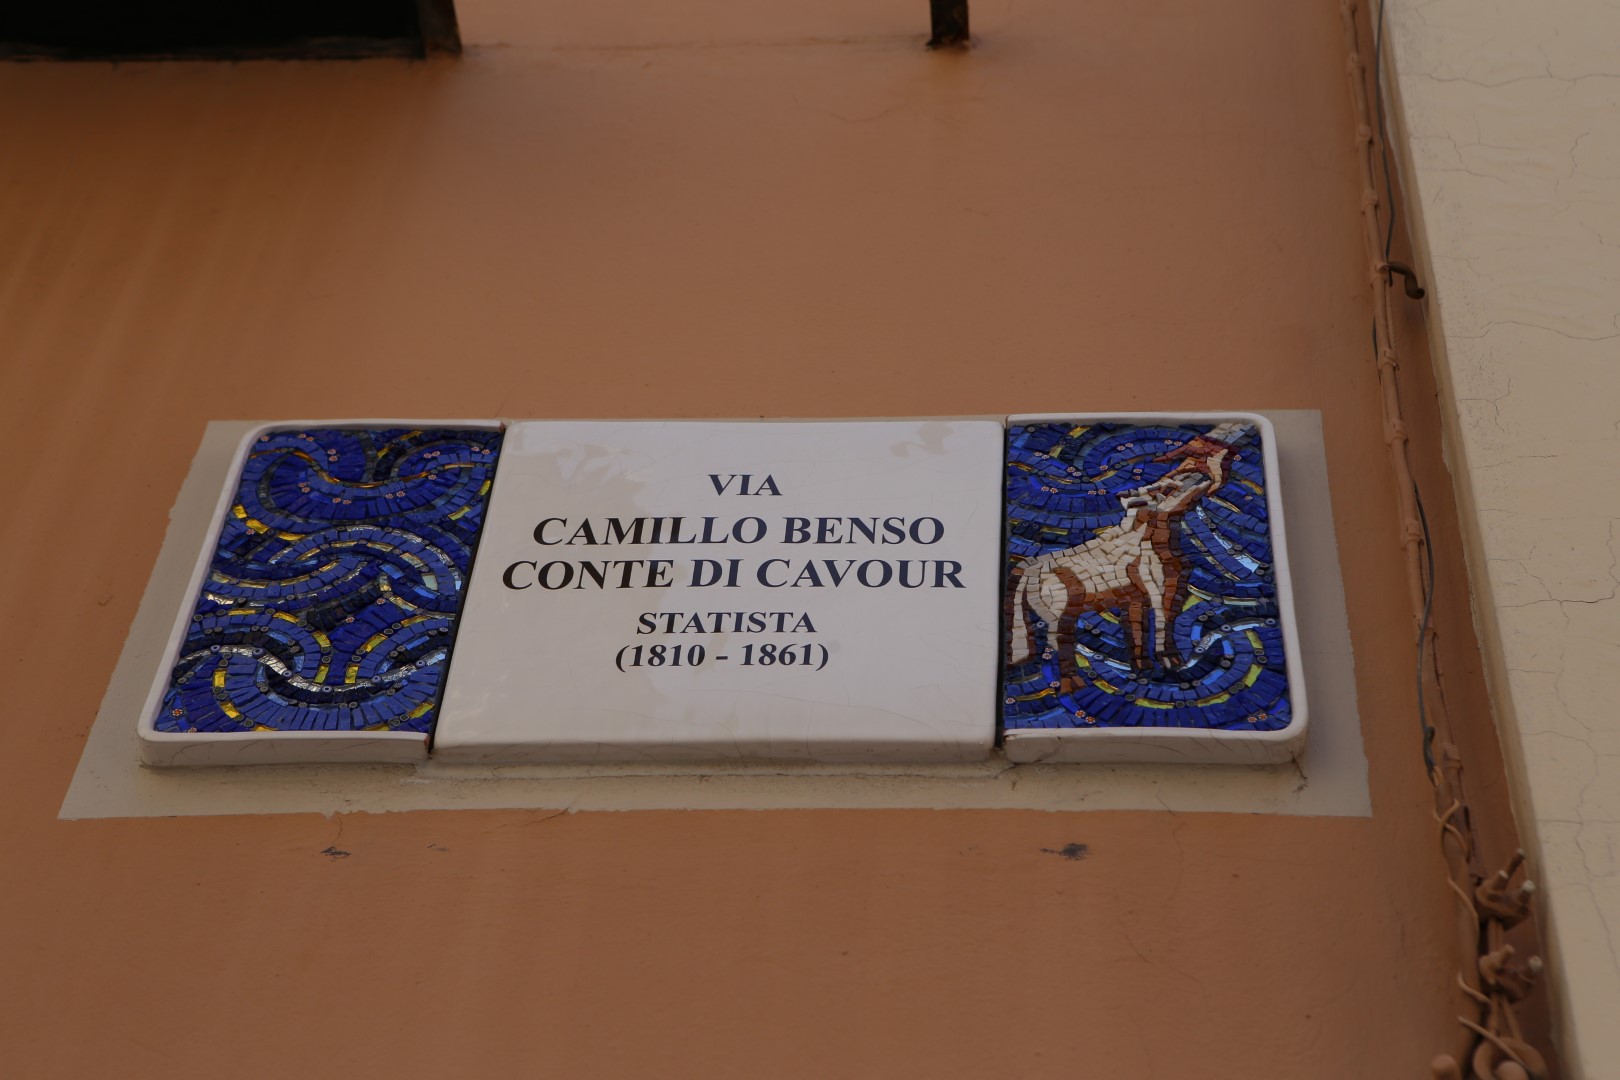 VIA
CAMILLO BENSO
CONTE DI CAVOUR
STATISTA
(1810 - 1861)